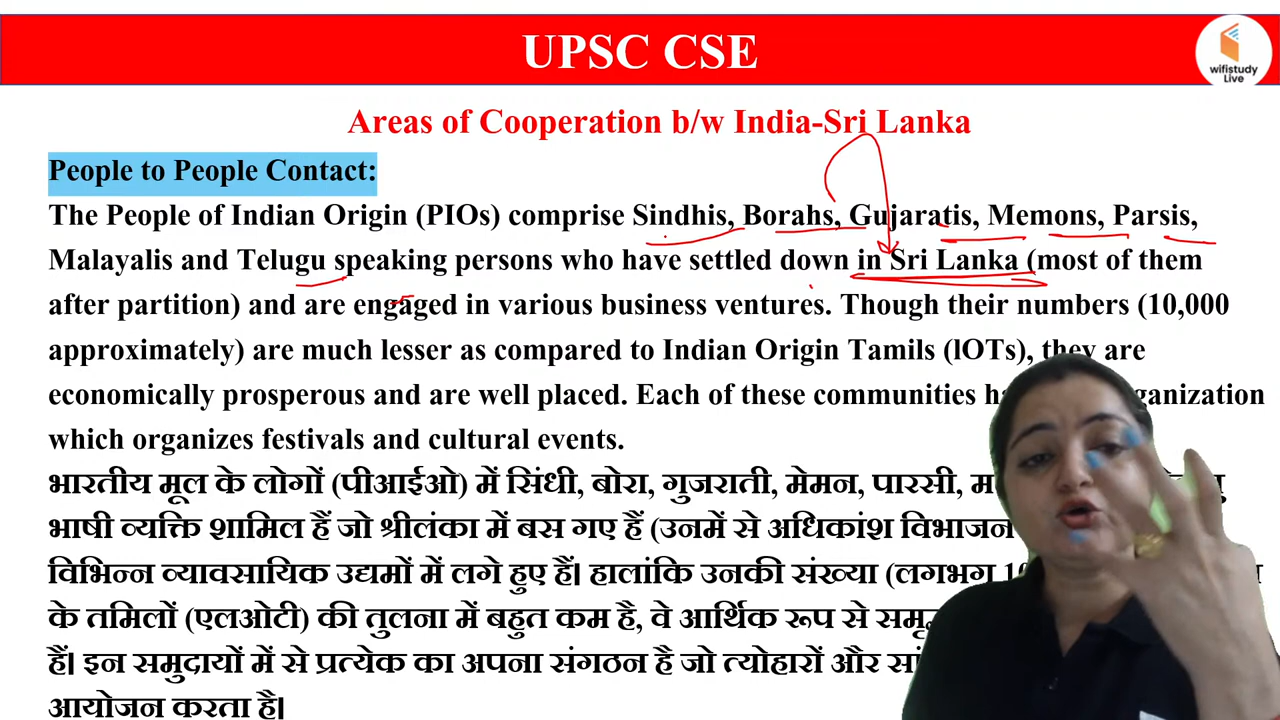 UPSC CSE
wifistudy
Live
Areas of Cooperation b/w India-Sri Lanka
People to People Contact:
The People of Indian Origin (PIOs) comprise Sindhis, Borahs, Gujaratis, Memons, Parsis,
Malayalis and Telugu speaking persons who have settled down in Sri Lanka (most of them
after partition) and are engaged in various business ventures. Though their numbers (10,000
approximately) are much lesser as compared to Indian Origin Tamils (lOTs), they are
economically prosperous and are well placed. Each of these communities
which organizes festivals and cultural events.
भारतीय मूल के लोगों (पीआईओ) में सिंधी, बोरा, गुजराती, मेमन, पारसी,
भाषी व्यक्ति शामिल हैं जो श्रीलंका में बस गए हैं (उनमें से अधिकांश विभाजन
विभिन्न व्यावसायिक उद्यमों में लगे हुए हैं। हालांकि उनकी संख्या (लगभग
के तमिलों (एलओटी) की तुलना में बहुत कम है, वे आर्थिक रूप से
हैं। इन समुदायों में से प्रत्येक का अपना संगठन है जो त्योहारों और
आयोजन करता है।